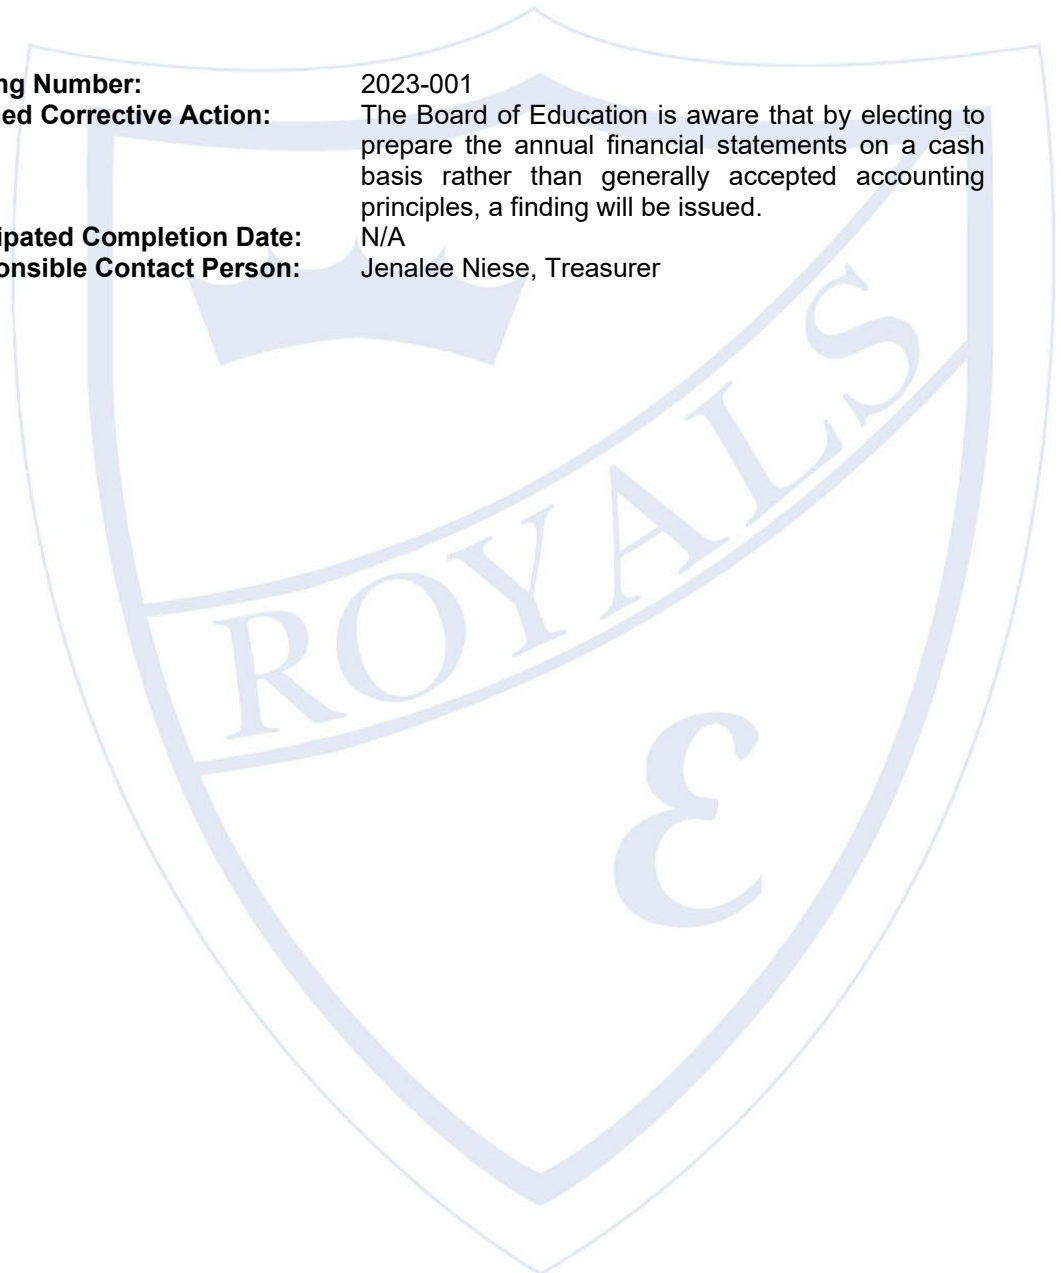 ng Number: 2023-001
ed Corrective Action: The Board of Education is aware that by electing to
prepare the annual financial statements on a cash
basis rather than generally accepted accounting
principles, a finding will be issued.
ipated Completion Date: N/A
onsible Contact Person: Jenalee Niese, Treasurer
ROYALS
ε